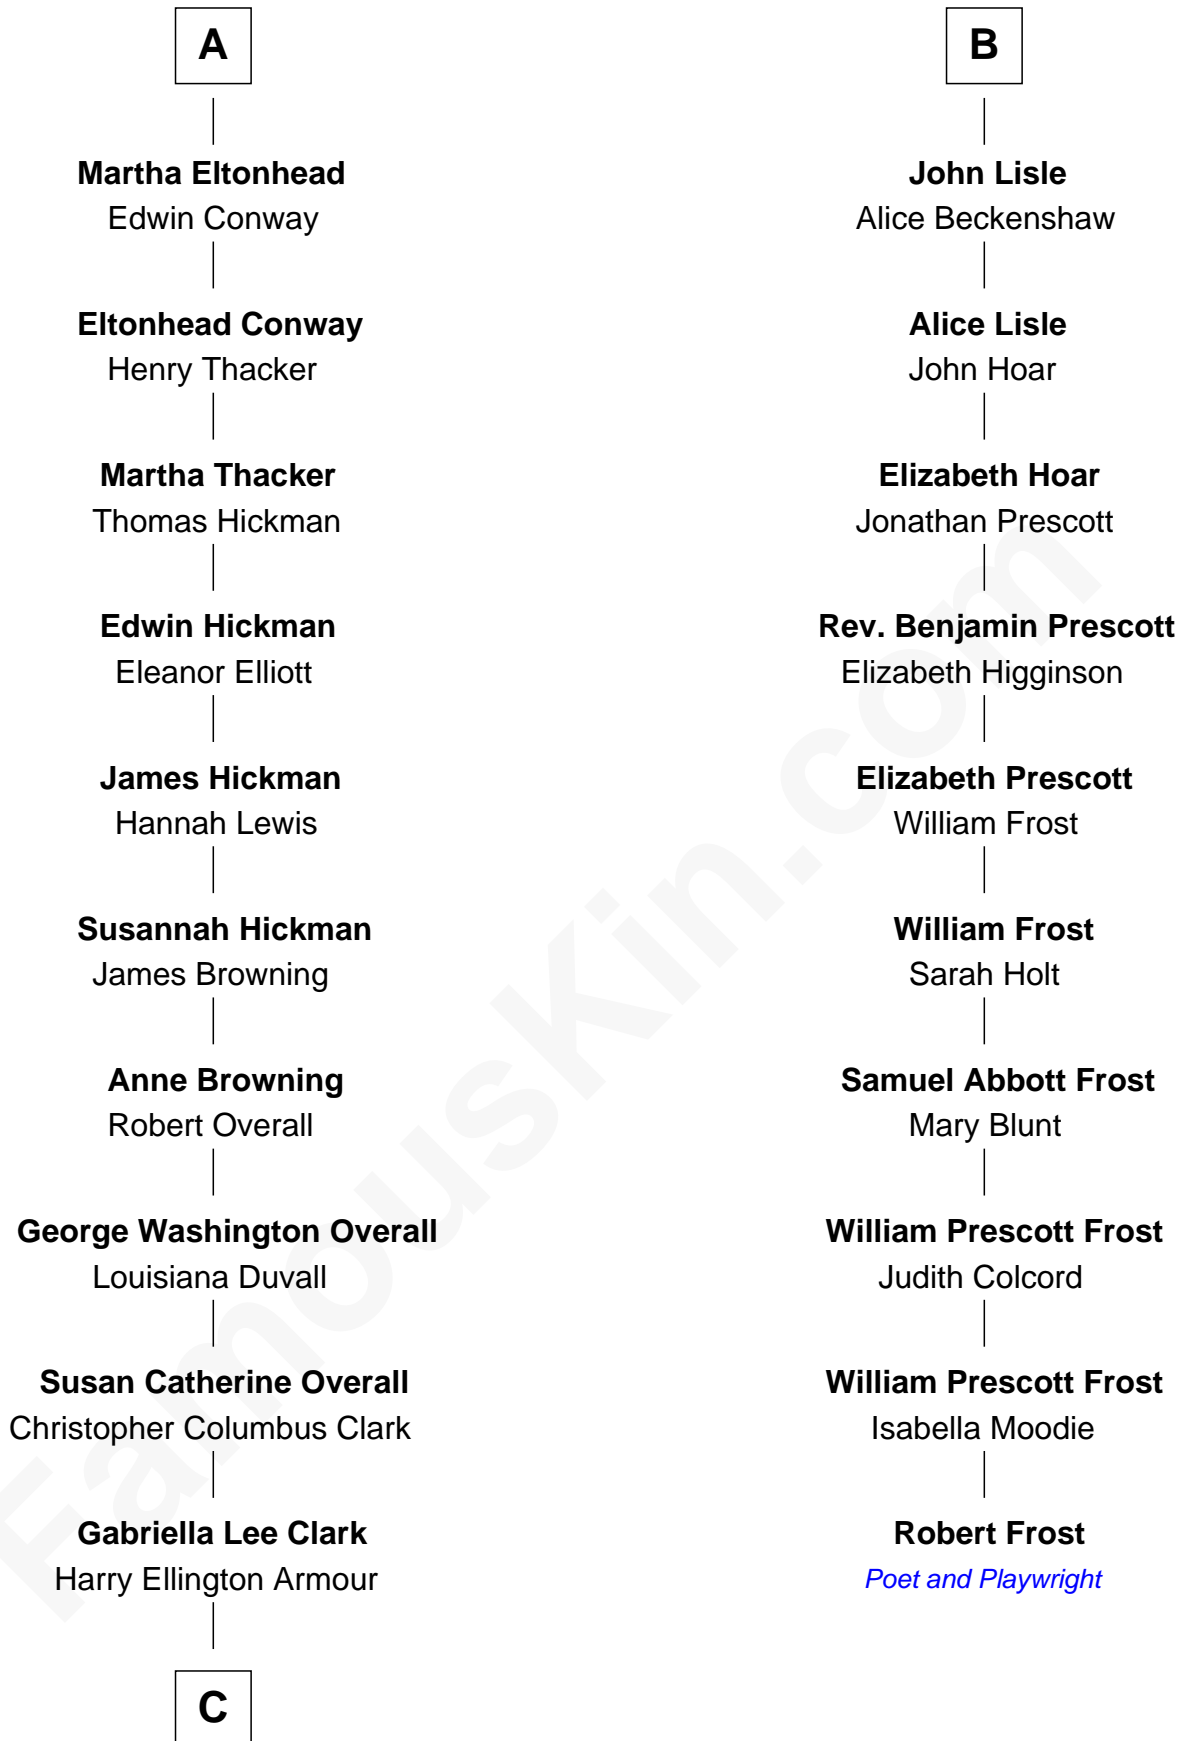 A
Martha Eltonhead
Edwin Conway
Eltonhead Conway
Henry Thacker
Martha Thacker
Thomas Hickman
Edwin Hickman
Eleanor Elliott
James Hickman
Hannah Lewis
Susannah Hickman
James Browning
Anne Browning
Robert Overall
George Washington Overall
Louisiana Duvall
Susan Catherine Overall
Christopher Columbus Clark
Gabriella Lee Clark
Harry Ellington Armour
C
B
John Lisle
Alice Beckenshaw
Alice Lisle
John Hoar
Elizabeth Hoar
Jonathan Prescott
Rev. Benjamin Prescott
Elizabeth Higginson
Elizabeth Prescott
William Frost
William Frost
Sarah Holt
Samuel Abbott Frost
Mary Blunt
William Prescott Frost
Judith Colcord
William Prescott Frost
Isabella Moodie
Robert Frost
Poet and Playwright
FamousKin.com